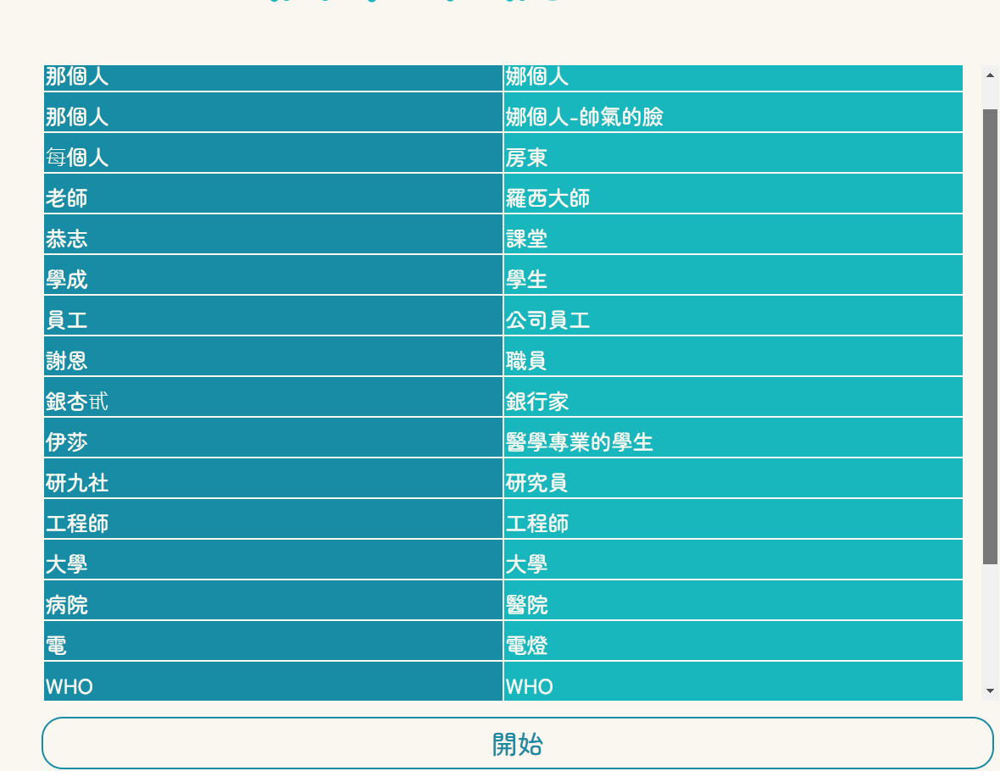 那個人 娜個人
那個人 娜個人-帥氣的臉
每個人 房東
老師 羅西大師
恭志 課堂
學成 學生
員工 公司員工
謝恩 職員
銀杏甙 銀行家
伊莎 醫學專業的學生
研九社 研究員
工程師 工程師
大學 大學
病院 醫院
電 電燈
WHO WHO
開始